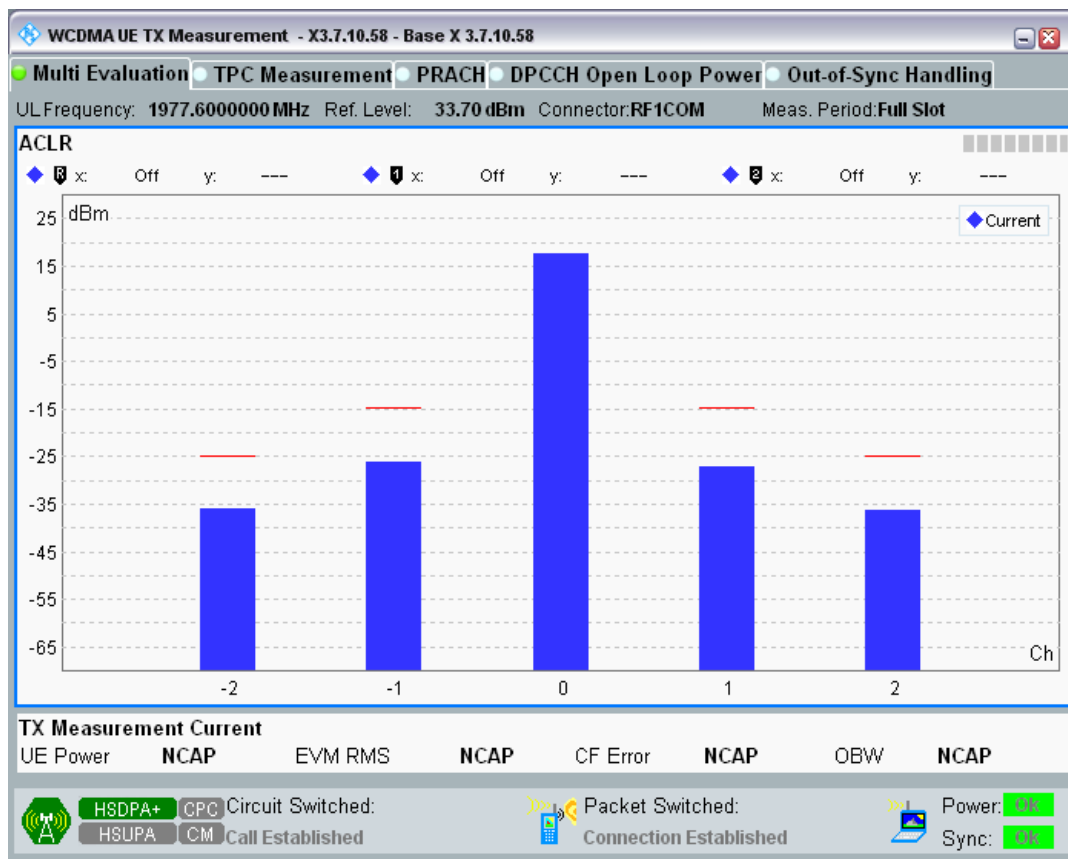 WCDMA UE TX Measurement - X3.7.10.58 - Base X 3.7.10.58
Multi Evaluation TPC Measurement PRACH DPCCH Open Loop Power Out-of-Sync Handling
UL Frequency: 1977.6000000 MHz Ref. Level: 33.70 dBm Connector: RF1COM Meas. Period: Full Slot
ACLR
R x: Off y: --- 1 x: Off y: --- 2 x: Off y: ---
dBm
Current
25
15
5
-5
-15
-25
-35
-45
-55
-65
Ch
-2 -1 0 1 2
TX Measurement Current
UE Power NCAP EVM RMS NCAP CF Error NCAP OBW NCAP
HSDPA+ CPC Circuit Switched: Packet Switched: Power: OK
HSUPA CM Call Established Connection Established Sync: OK